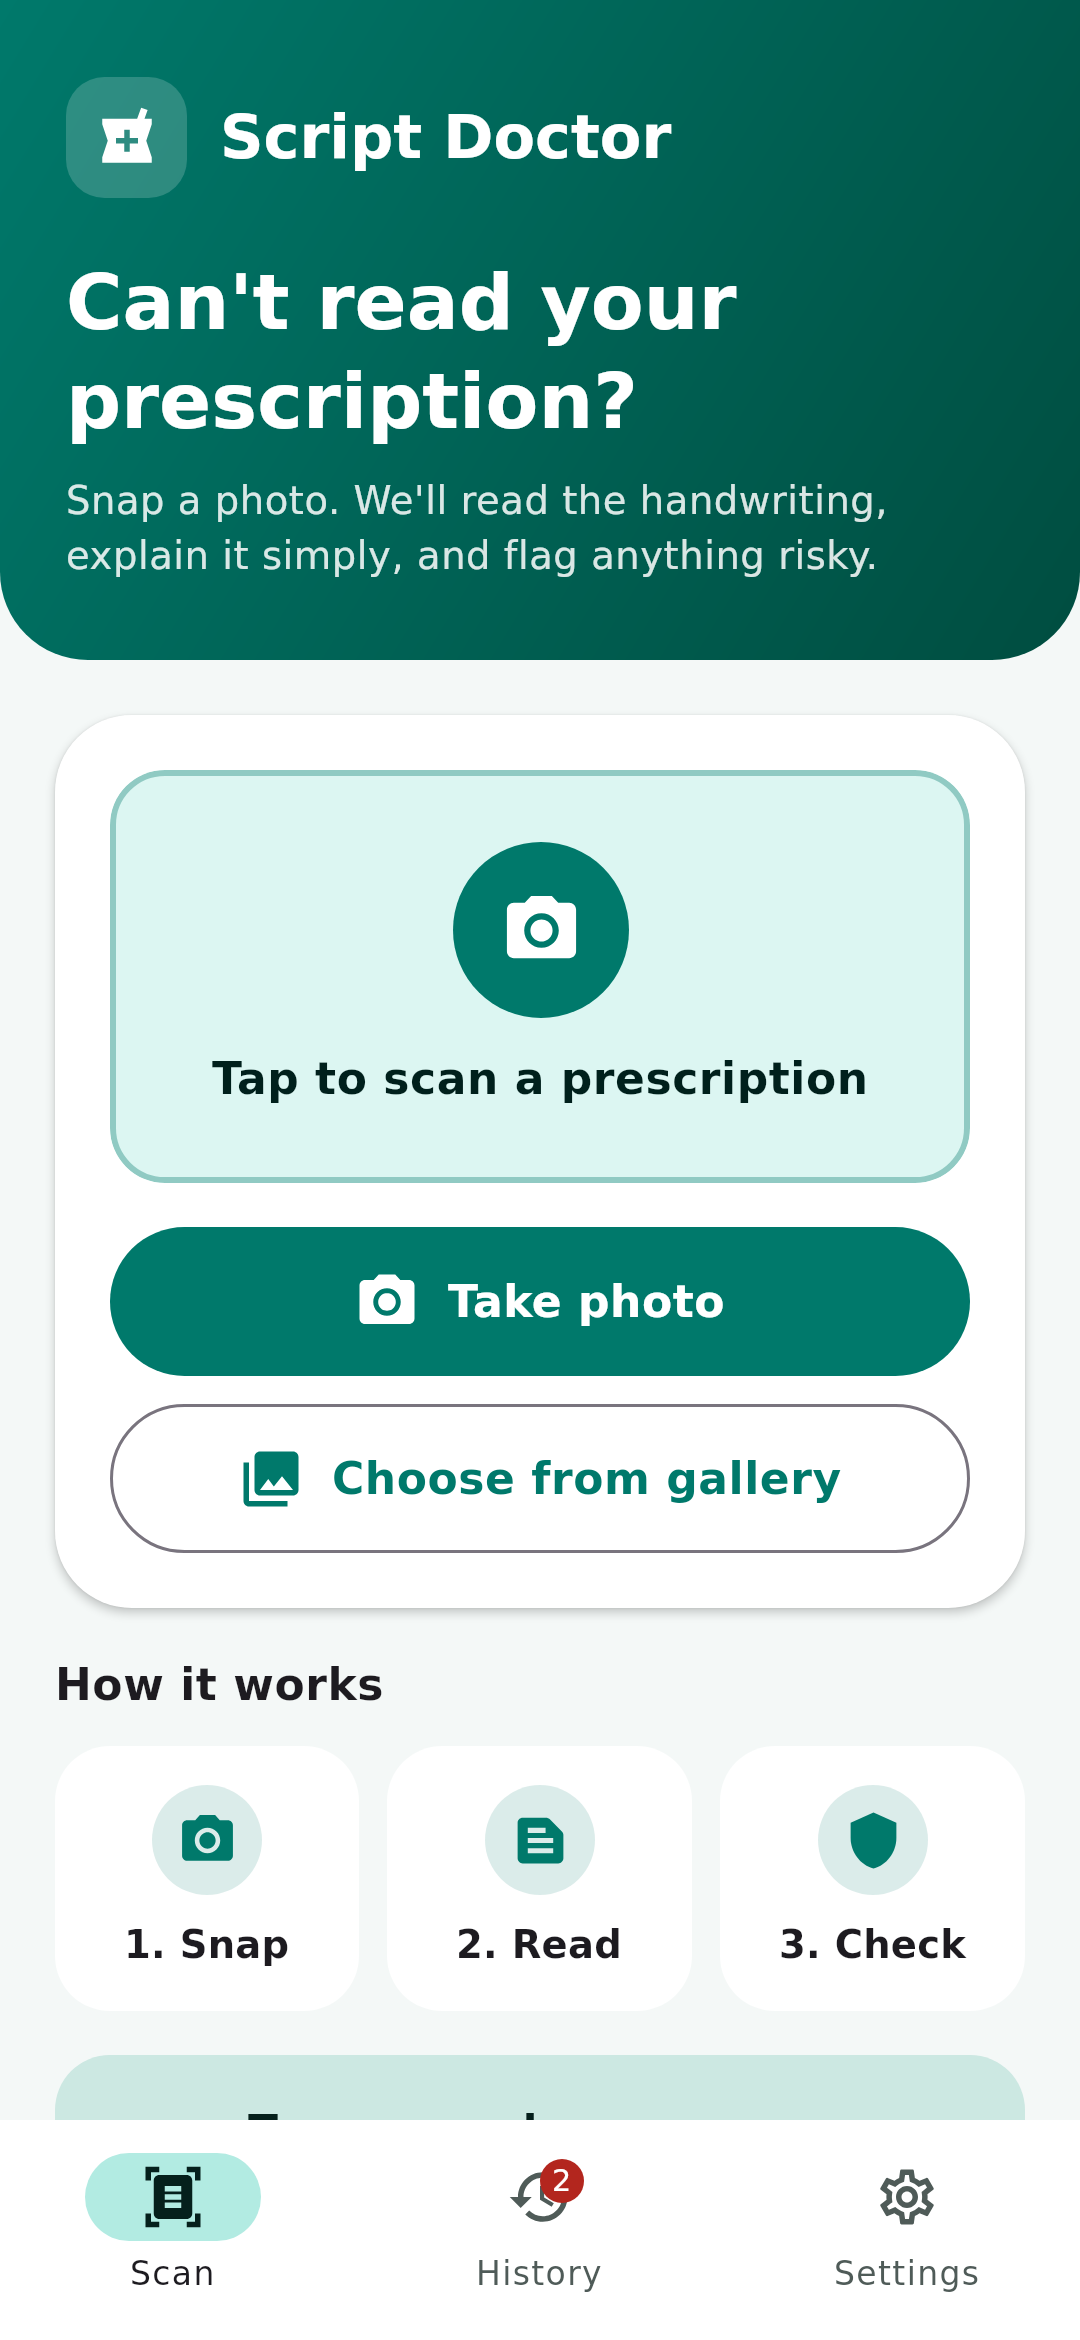 Script Doctor
Can't read your
prescription?
Snap a photo. We'll read the handwriting,
explain it simply, and flag anything risky.
Tap to scan a prescription
Take photo
Choose from gallery
How it works
1. Snap
2. Read
3. Check
2
Scan
History
Settings